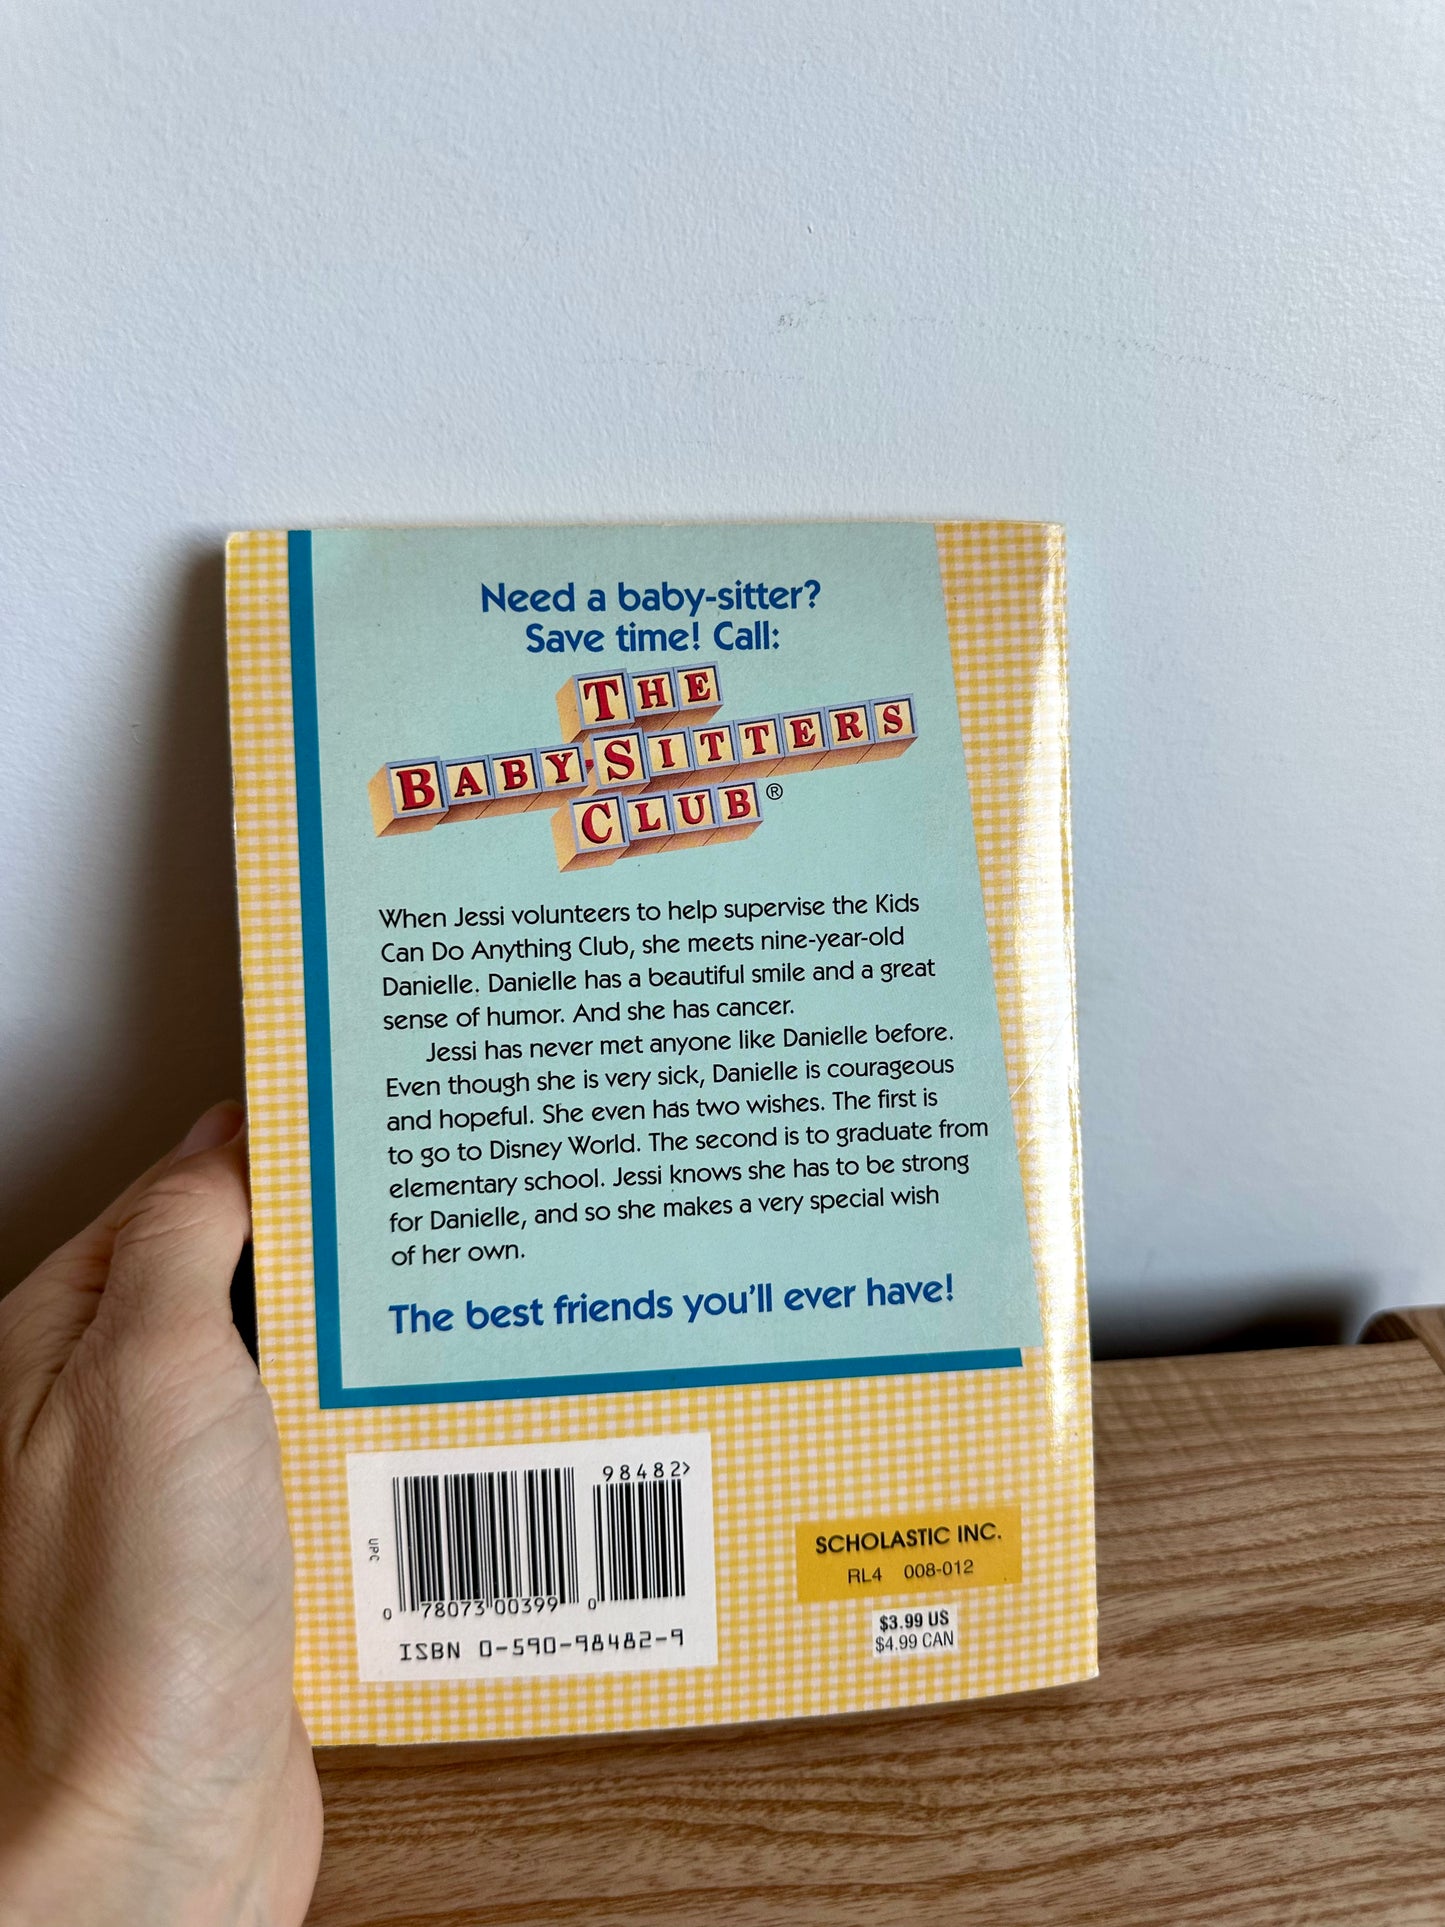 Need a baby-sitter?
Save time! Call:
THE
BABY-SITTERS
CLUB®
When Jessi volunteers to help supervise the Kids
Can Do Anything Club, she meets nine-year-old
Danielle. Danielle has a beautiful smile and a great
sense of humor. And she has cancer.
Jessi has never met anyone like Danielle before.
Even though she is very sick, Danielle is courageous
and hopeful. She even has two wishes. The first is
to go to Disney World. The second is to graduate from
elementary school. Jessi knows she has to be strong
for Danielle, and so she makes a very special wish
of her own.
The best friends you'll ever have!
98482>
UPC
0 78073 00399 0
ISBN 0-590-98482-9
SCHOLASTIC INC.
RL4 008-012
$3.99 US
$4.99 CAN